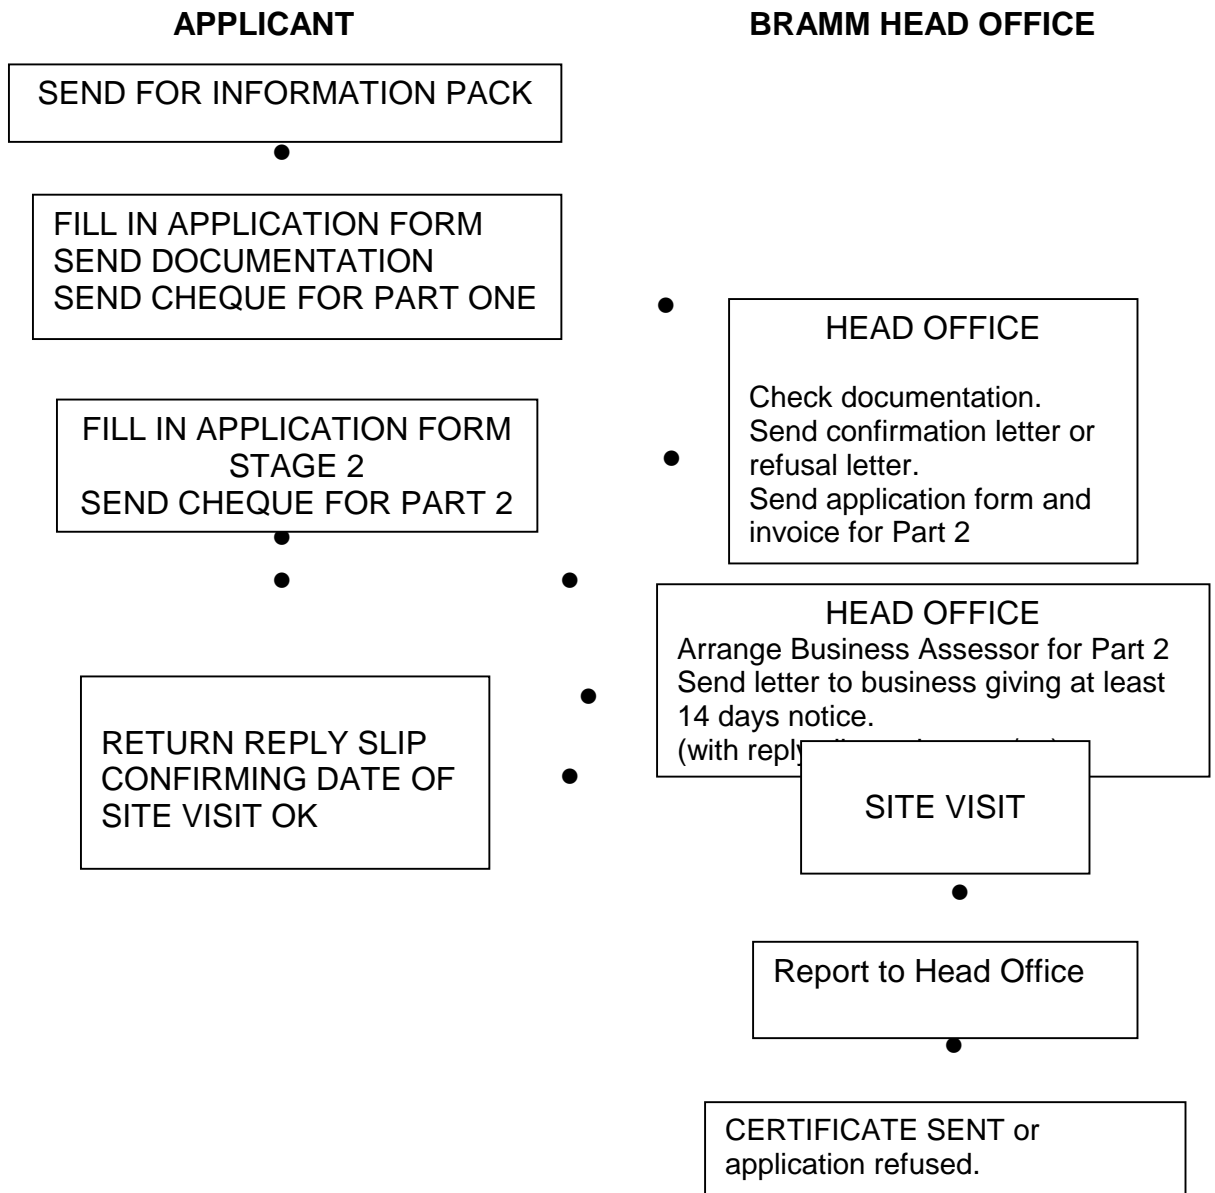 APPLICANT
BRAMM HEAD OFFICE
SEND FOR INFORMATION PACK
FILL IN APPLICATION FORM
SEND DOCUMENTATION
SEND CHEQUE FOR PART ONE
HEAD OFFICE
Check documentation.
Send confirmation letter or
refusal letter.
Send application form and
invoice for Part 2
FILL IN APPLICATION FORM
STAGE 2
SEND CHEQUE FOR PART 2
HEAD OFFICE
Arrange Business Assessor for Part 2
Send letter to business giving at least
14 days notice.
(with
RETURN REPLY SLIP
CONFIRMING DATE OF
SITE VISIT OK
SITE VISIT
Report to Head Office
CERTIFICATE SENT or
application refused.